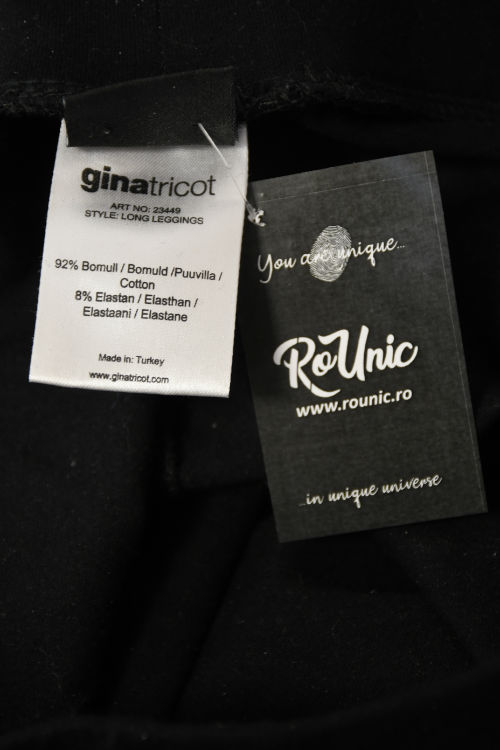 ginatricot
ART NO: 23449
STYLE: LONG LEGGINGS
92% Bomull / Bomuld /Puuvilla /
Cotton
8% Elastan / Elasthan /
Elastaani / Elastane
Made in: Turkey
www.ginatricot.com
You are unique...
RoUnic
www.rounic.ro
...in unique universe